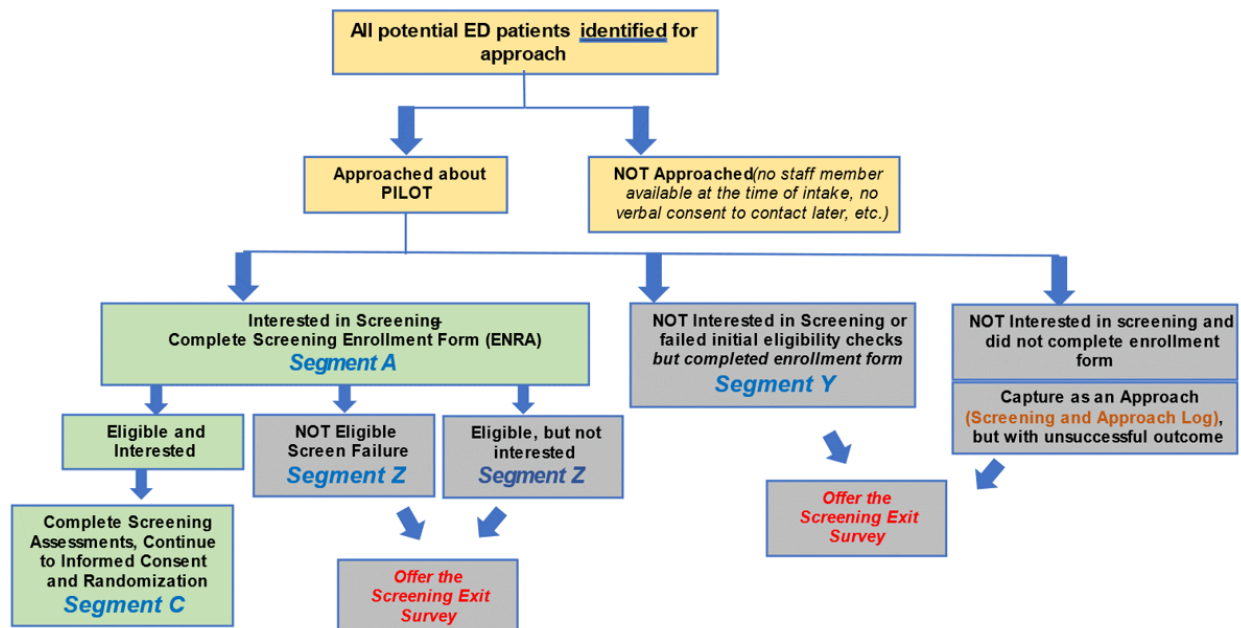 All potential ED patients identified for
approach
Approached about
PILOT
NOT Approached(no staff member
available at the time of intake, no
verbal consent to contact later, etc.)
Interested in Screening-
Complete Screening Enrollment Form (ENRA)
Segment A
NOT Interested in Screening or
failed initial eligibility checks
but completed enrollment form
Segment Y
NOT Interested in screening and
did not complete enrollment
form
Capture as an Approach
(Screening and Approach Log),
but with unsuccessful outcome
Eligible and
Interested
NOT Eligible
Screen Failure
Segment Z
Eligible, but not
interested
Segment Z
Complete Screening
Assessments, Continue
to Informed Consent
and Randomization
Segment C
Offer the
Screening Exit
Survey
Offer the
Screening Exit
Survey